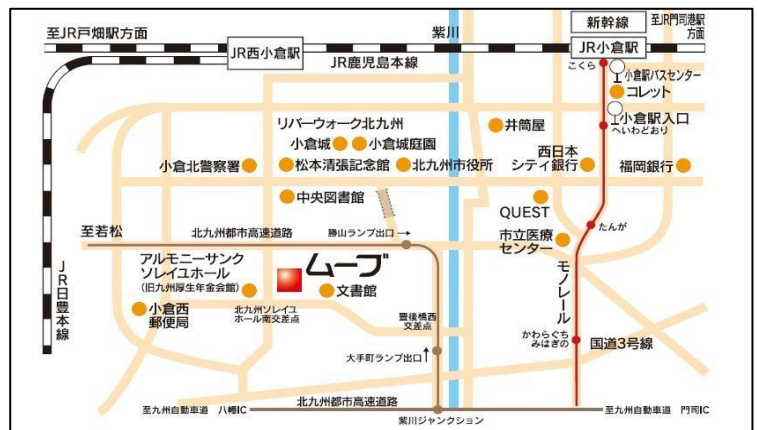 新幹線
至JR門司港駅
方面
至JR戸畑駅方面
紫川
JR小倉駅
JR西小倉駅
JR鹿児島本線
こくら
小倉駅バスセンター
コレット
小倉駅入口
へいわどおり
リバーウォーク北九州
井筒屋
小倉城
小倉城庭園
小倉北警察署
松本清張記念館
北九州市役所
西日本
シティ銀行
福岡銀行
中央図書館
QUEST
至若松
北九州都市高速道路
勝山ランプ出口→
たんが
市立医療
センター
アルモニーサンク
ソレイユホール
(旧九州厚生年金会館)
ムーブ
文書館
モノレール
JR日豊本線
小倉西
郵便局
北九州ソレイユ
ホール南交差点
豊後橋西
交差点
かわらぐち
みはぎの
国道3号線
大手町ランプ出口↑
北九州都市高速道路
至九州自動車道 八幡IC
紫川ジャンクション
至九州自動車道 門司IC